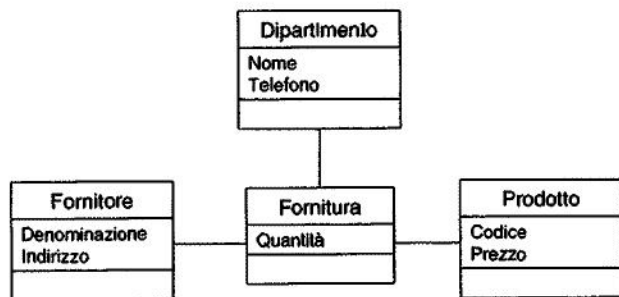 Dipartimento
Nome
Telefono
Fornitore
Denominazione
Indirizzo
Fornitura
Quantità
Prodotto
Codice
Prezzo